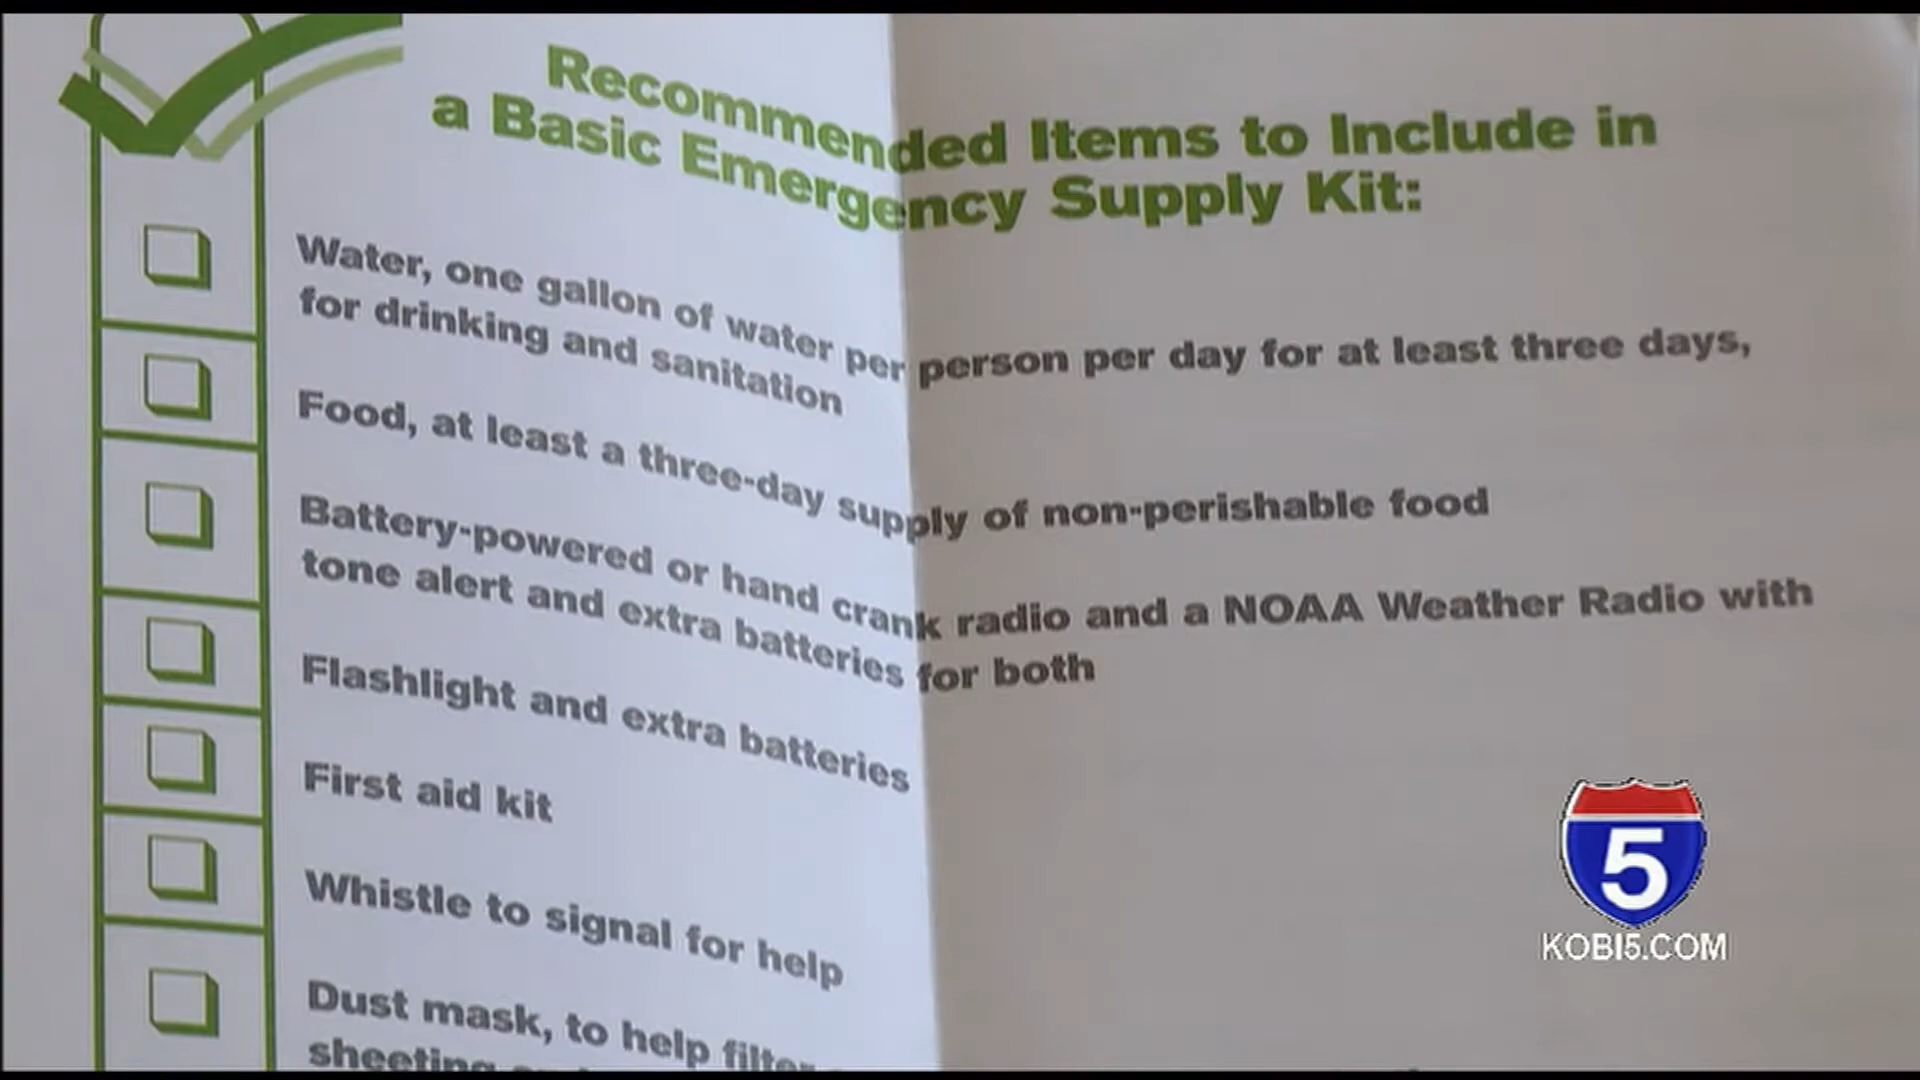 Recommended Items to Include in
a Basic Emergency Supply Kit:
Water, one gallon of water per person per day for at least three days,
for drinking and sanitation
Food, at least a three-day supply of non-perishable food
Battery-powered or hand crank radio and a NOAA Weather Radio with
tone alert and extra batteries for both
Flashlight and extra batteries
First aid kit
Whistle to signal for help
Dust mask, to help filter
sheeting
5
KOBI5.COM